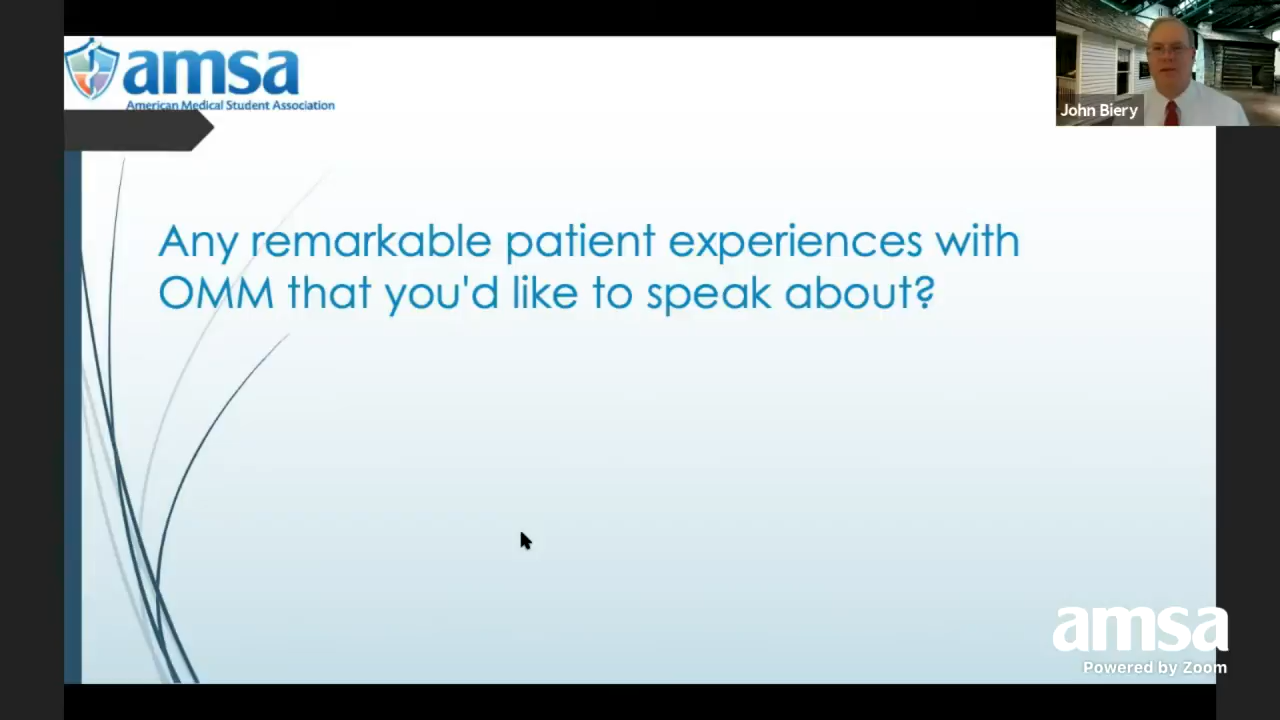 amsa
American Medical Student Association
John Biery
Any remarkable patient experiences with
OMM that you'd like to speak about?
amsa
Powered by Zoom